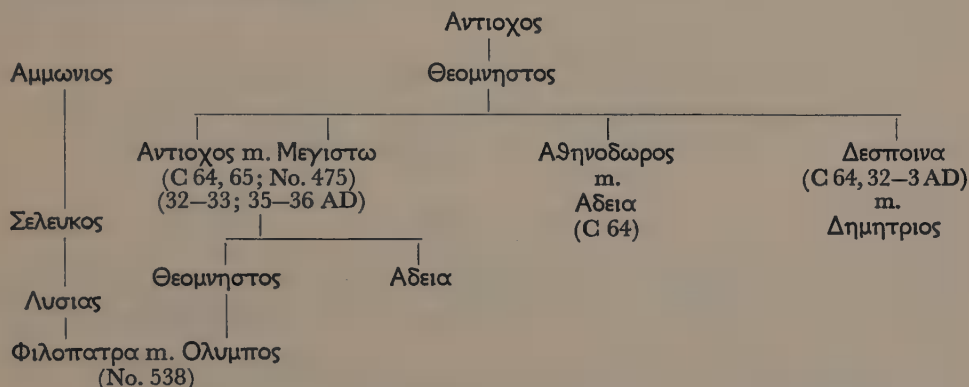 Αντιοχος
Αμμωνιος Θεομνηστος
Αντιοχος m. Μεγιστω Αϑηνοδωρος Δεσποινα
(C 64, 65; No. 475) m. (C 64, 32–3 AD)
(32–33; 35–36 AD) Αδεια m.
Σελευκος (C 64) Δημητριος
Θεομνηστος Αδεια
Λυσιας
Φιλοπατρα m. Ολυμπος
(No. 538)